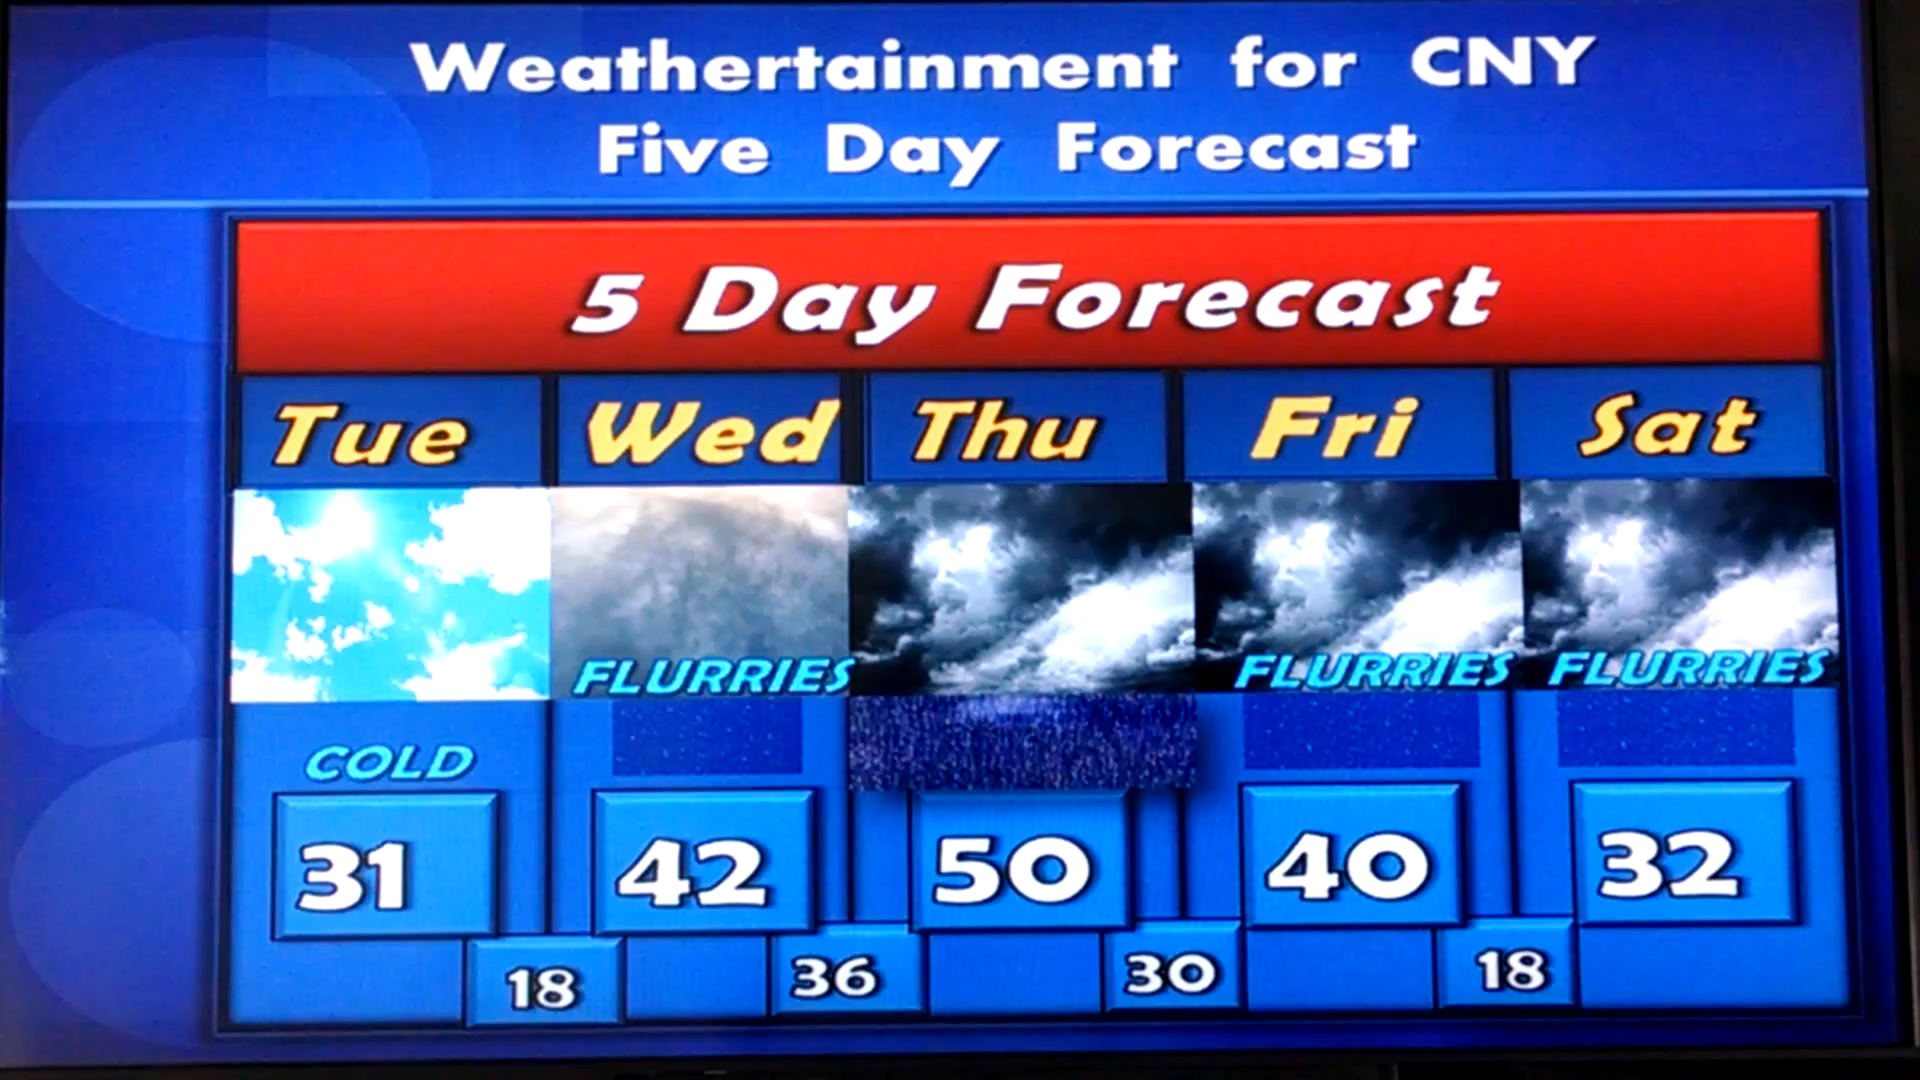 Weathertainment for CNY
Five Day Forecast
5 Day Forecast
Tue Wed Thu Fri Sat
FLURRIES FLURRIES FLURRIES
COLD
31 42 50 40 32
18 36 30 18